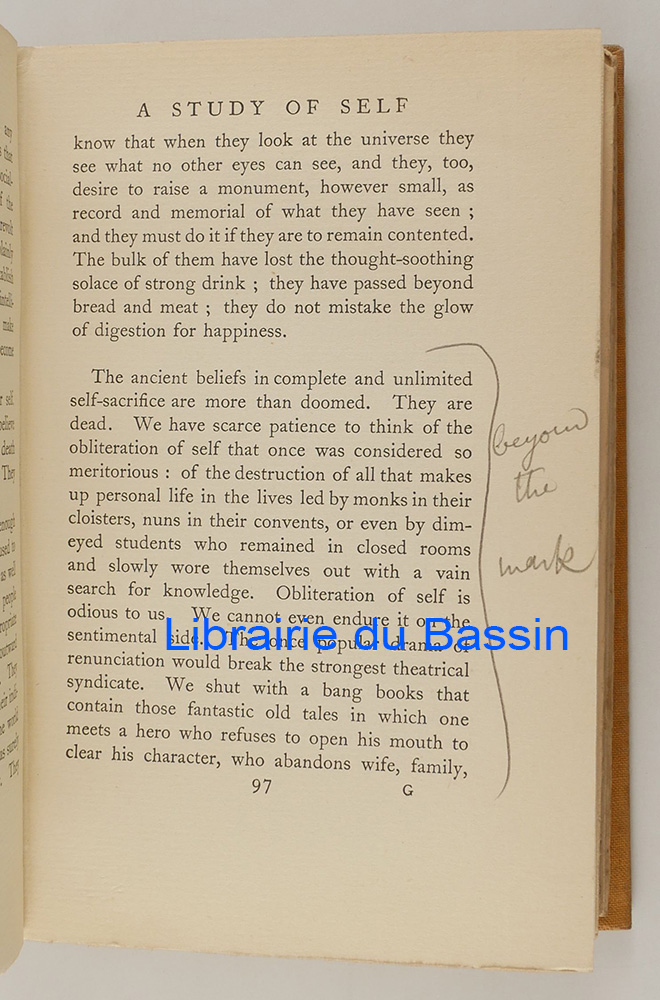 A STUDY OF SELF
know that when they look at the universe they
see what no other eyes can see, and they, too,
desire to raise a monument, however small, as
record and memorial of what they have seen ;
and they must do it if they are to remain contented.
The bulk of them have lost the thought-soothing
solace of strong drink ; they have passed beyond
bread and meat ; they do not mistake the glow
of digestion for happiness.
The ancient beliefs in complete and unlimited
self-sacrifice are more than doomed. They are
dead. We have scarce patience to think of the
obliteration of self that once was considered so
meritorious : of the destruction of all that makes
up personal life in the lives led by monks in their
cloisters, nuns in their convents, or even by dim-
eyed students who remained in closed rooms
and slowly wore themselves out with a vain
search for knowledge. Obliteration of self is
odious to us. We cannot even endure it on the
sentimental side. The once popular drama of
renunciation would break the strongest theatrical
syndicate. We shut with a bang books that
contain those fantastic old tales in which one
meets a hero who refuses to open his mouth to
clear his character, who abandons wife, family,
97 G
beyond
the
mark
Librairie du Bassin